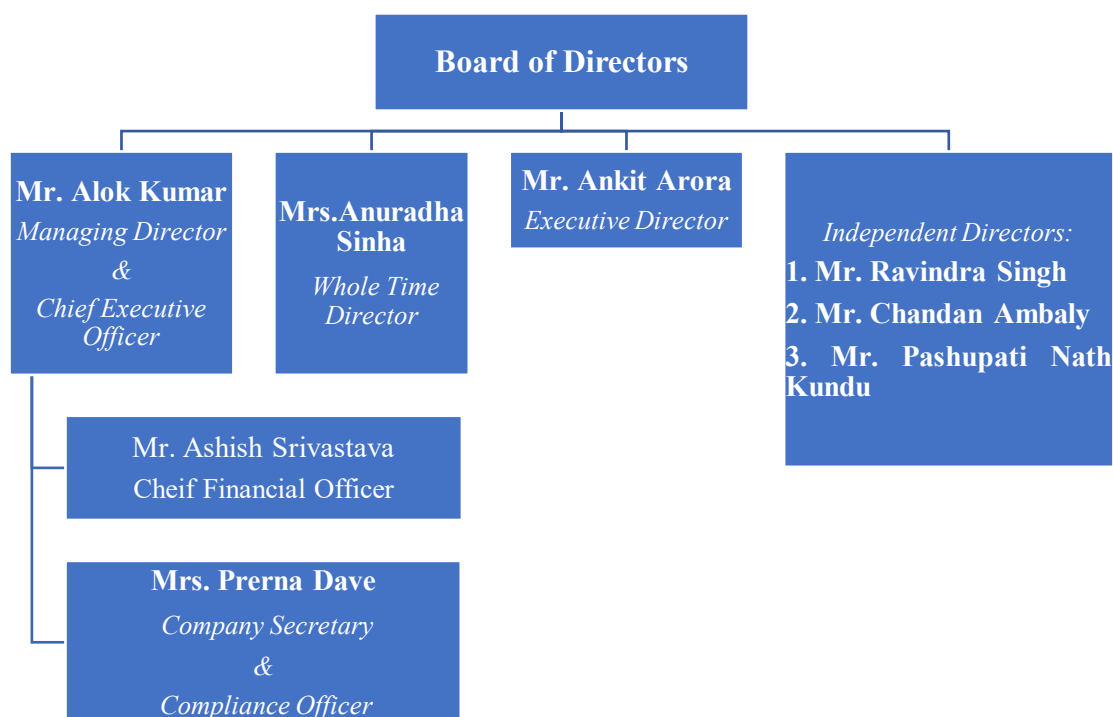 Board of Directors
Mr. Alok Kumar
Managing Director
&
Chief Executive
Officer
Mrs.Anuradha
Sinha
Whole Time
Director
Mr. Ankit Arora
Executive Director
Independent Directors:
1. Mr. Ravindra Singh
2. Mr. Chandan Ambaly
3. Mr. Pashupati Nath
Kundu
Mr. Ashish Srivastava
Cheif Financial Officer
Mrs. Prerna Dave
Company Secretary
&
Compliance Officer